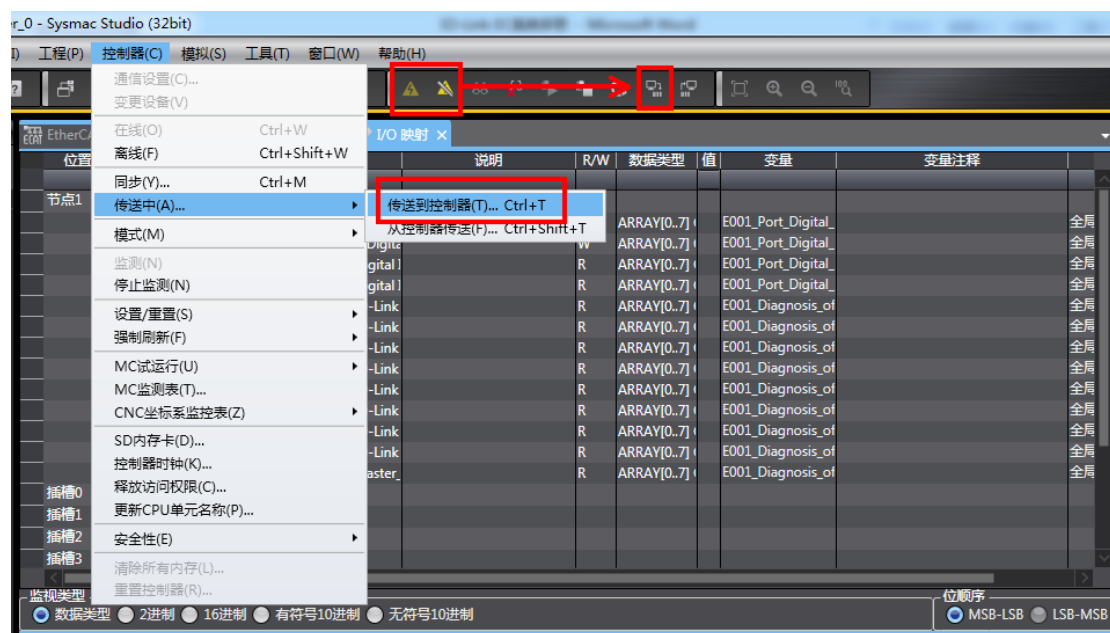 er_0 - Sysmac Studio (32bit)
工程(P) 控制器(C) 模拟(S) 工具(T) 窗口(W) 帮助(H)
通信设置(C)...
变更设备(V)
在线(O) Ctrl+W
离线(F) Ctrl+Shift+W
同步(Y)... Ctrl+M
传送中(A)...
传送到控制器(T)... Ctrl+T
从控制器传送(F)... Ctrl+Shift+T
模式(M)
监测(N)
停止监测(N)
设置/重置(S)
强制刷新(F)
MC试运行(U)
MC监测表(T)...
CNC坐标系监控表(Z)
SD内存卡(D)...
控制器时钟(K)...
释放访问权限(C)...
更新CPU单元名称(P)...
安全性(E)
清除所有内存(L)...
重置控制器(R)...
EtherCA I/O 映射
位置 说明 R/W 数据类型 值 变量 变量注释
节点1
ARRAY[0..7] E001_Port_Digital_ 全局
Digita W ARRAY[0..7] E001_Port_Digital_ 全局
gital I R ARRAY[0..7] E001_Port_Digital_ 全局
gital I R ARRAY[0..7] E001_Port_Digital_ 全局
-Link R ARRAY[0..7] E001_Diagnosis_of 全局
-Link R ARRAY[0..7] E001_Diagnosis_of 全局
-Link R ARRAY[0..7] E001_Diagnosis_of 全局
-Link R ARRAY[0..7] E001_Diagnosis_of 全局
-Link R ARRAY[0..7] E001_Diagnosis_of 全局
-Link R ARRAY[0..7] E001_Diagnosis_of 全局
-Link R ARRAY[0..7] E001_Diagnosis_of 全局
-Link R ARRAY[0..7] E001_Diagnosis_of 全局
aster_ R ARRAY[0..7] E001_Diagnosis_of 全局
插槽0
插槽1
插槽2
插槽3
监视类型 位顺序
数据类型 2进制 16进制 有符号10进制 无符号10进制 MSB-LSB LSB-MSB